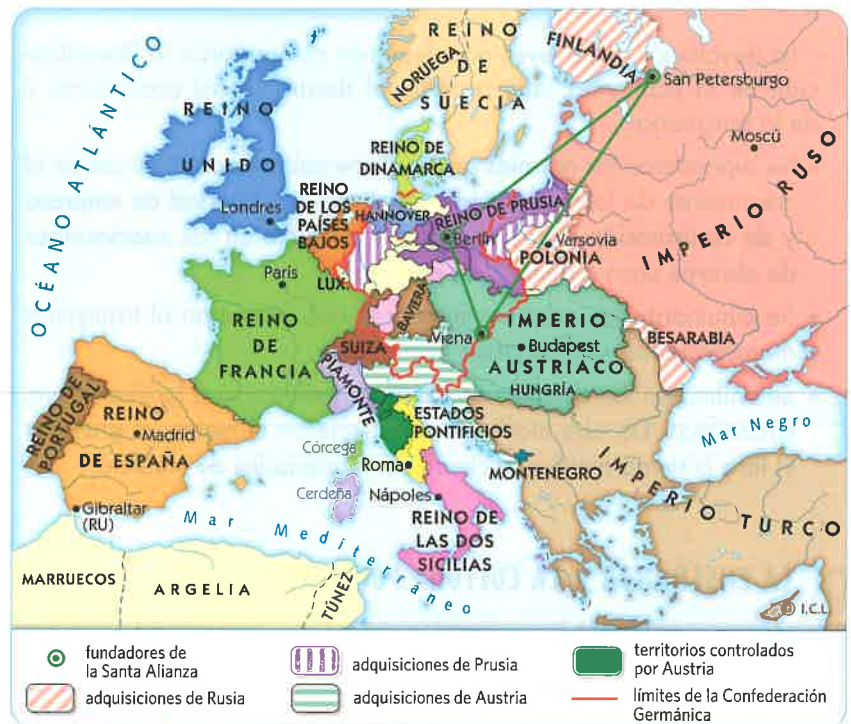 OCÉANO ATLÁNTICO
REINO
UNIDO
Londres
REINO
DE
SUECIA
NORUEGA
FINLANDIA
San Petersburgo
Moscú
IMPERIO RUSO
REINO DE
DINAMARCA
REINO
DE LOS
PAÍSES
BAJOS
HANNOVER
REINO DE PRUSIA
Berlín
Varsovia
POLONIA
LUX.
París
REINO
DE
FRANCIA
BAVIERA
SUIZA
Viena
IMPERIO
Budapest
AUSTRIACO
HUNGRÍA
BESARABIA
PIAMONTE
ESTADOS
PONTIFICIOS
Córcega
Roma
Cerdeña
Nápoles
REINO DE
LAS DOS
SICILIAS
MONTENEGRO
Mar Negro
IMPERIO TURCO
REINO DE
PORTUGAL
REINO
Madrid
DE ESPAÑA
Gibraltar
(RU)
Mar Mediterráneo
MARRUECOS
ARGELIA
TÚNEZ
I.C.L.
fundadores de
la Santa Alianza
adquisiciones de Rusia
adquisiciones de Prusia
adquisiciones de Austria
territorios controlados
por Austria
límites de la Confederación
Germánica